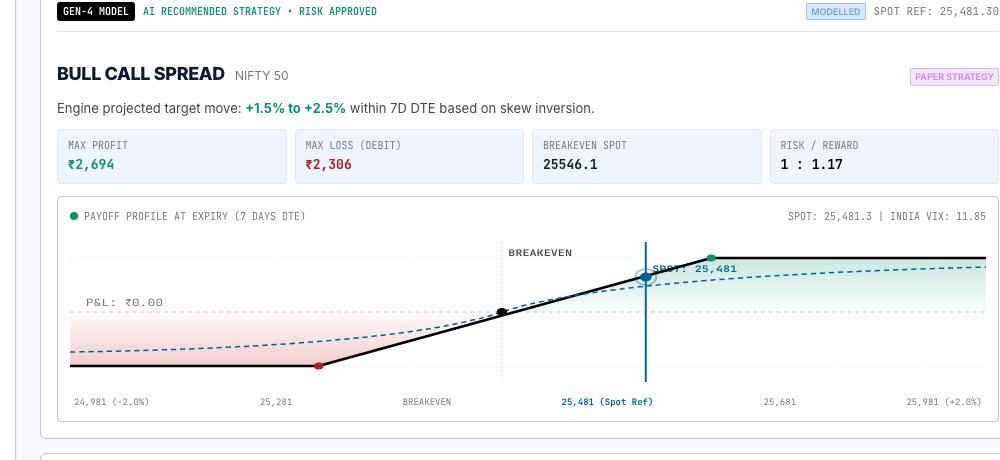 GEN-4 MODEL AI RECOMMENDED STRATEGY • RISK APPROVED MODELLED SPOT REF: 25,481.30
BULL CALL SPREAD NIFTY 50 PAPER STRATEGY
Engine projected target move: +1.5% to +2.5% within 7D DTE based on skew inversion.
MAX PROFIT
₹2,694
MAX LOSS (DEBIT)
₹2,306
BREAKEVEN SPOT
25546.1
RISK / REWARD
1 : 1.17
PAYOFF PROFILE AT EXPIRY (7 DAYS DTE) SPOT: 25,481.3 | INDIA VIX: 11.85
BREAKEVEN
SPOT: 25,481
P&L: ₹0.00
24,981 (-2.0%) 25,281 BREAKEVEN 25,481 (Spot Ref) 25,681 25,981 (+2.0%)